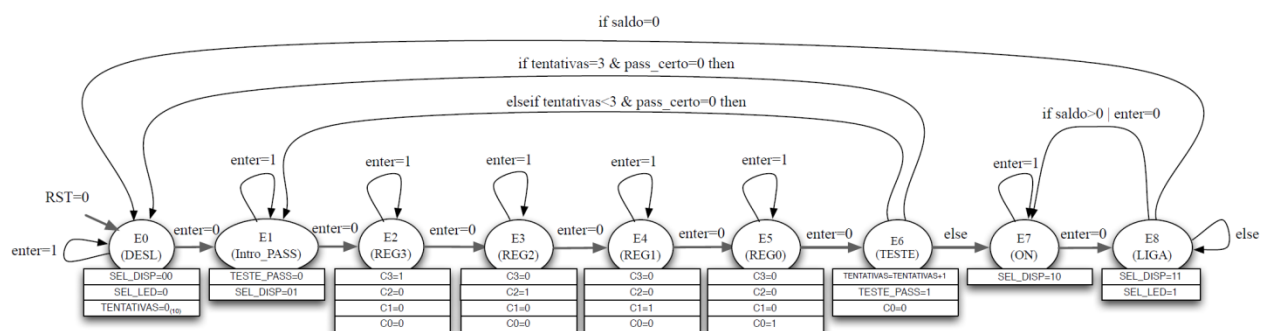 if saldo=0
if tentativas=3 & pass_certo=0 then
elseif tentativas<3 & pass_certo=0 then
if saldo>0 | enter=0
enter=1
enter=1
enter=1
enter=1
enter=1
enter=1
RST=0
enter=1
E0
(DESL)
enter=0
E1
(Intro_PASS)
enter=0
E2
(REG3)
enter=0
E3
(REG2)
enter=0
E4
(REG1)
enter=0
E5
(REG0)
enter=0
E6
(TESTE)
else
E7
(ON)
enter=0
E8
(LIGA)
else
SEL_DISP=00
SEL_LED=0
TENTATIVAS=0(10)
TESTE_PASS=0
SEL_DISP=01
C3=1
C2=0
C1=0
C0=0
C3=0
C2=1
C1=0
C0=0
C3=0
C2=0
C1=1
C0=0
C3=0
C2=0
C1=0
C0=1
TENTATIVAS=TENTATIVAS+1
TESTE_PASS=1
C0=0
SEL_DISP=10
SEL_DISP=11
SEL_LED=1